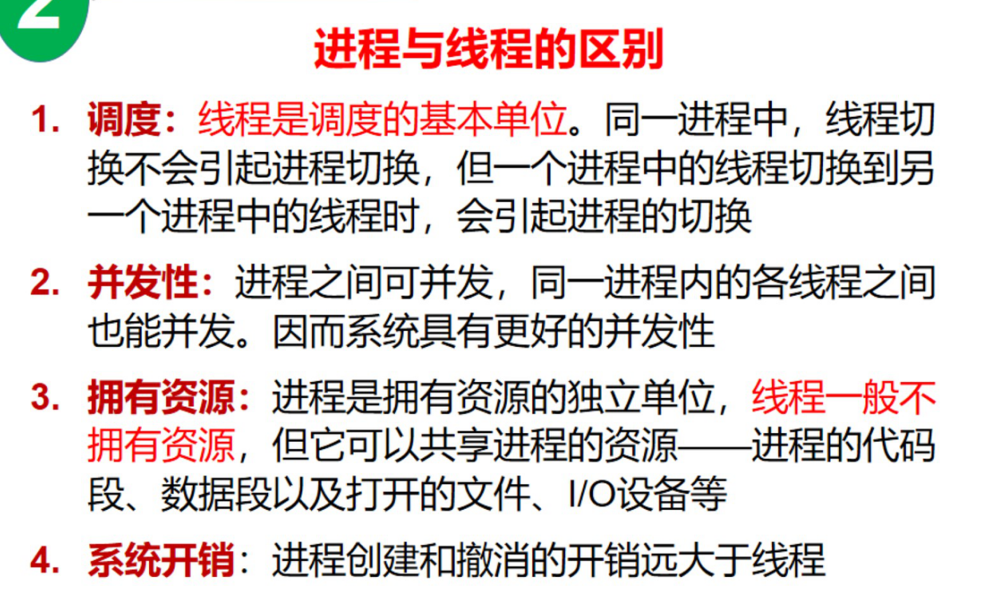 2
进程与线程的区别
1. 调度：线程是调度的基本单位。同一进程中，线程切
换不会引起进程切换，但一个进程中的线程切换到另
一个进程中的线程时，会引起进程的切换
2. 并发性：进程之间可并发，同一进程内的各线程之间
也能并发。因而系统具有更好的并发性
3. 拥有资源：进程是拥有资源的独立单位，线程一般不
拥有资源，但它可以共享进程的资源——进程的代码
段、数据段以及打开的文件、I/O设备等
4. 系统开销：进程创建和撤消的开销远大于线程